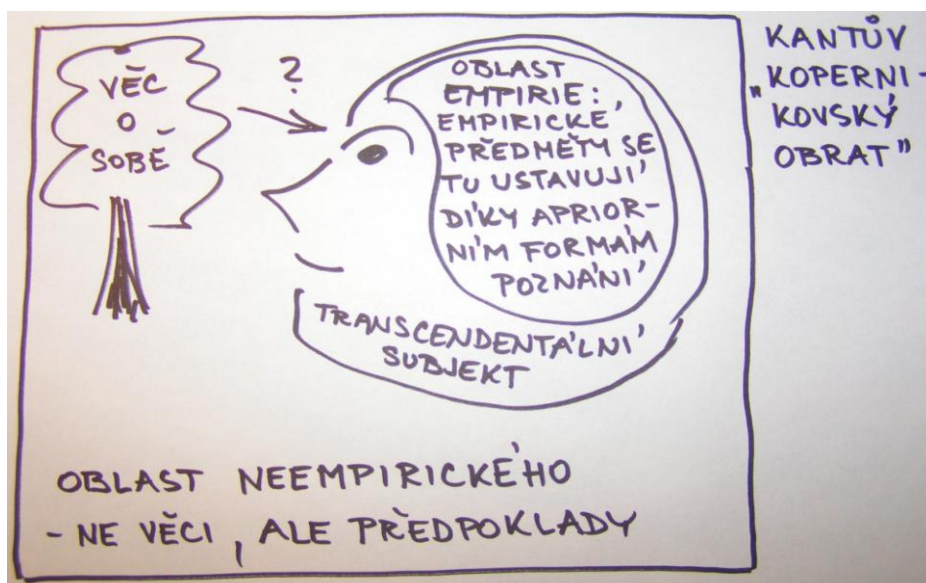 VĚC
O
SOBĚ
?
OBLAST
EMPIRIE:
EMPIRICKÉ
PŘEDMĚTY SE
TU USTAVUJÍ
DÍKY APRIOR-
NÍM FORMÁM
POZNÁNÍ
TRANSCENDENTÁLNÍ
SUBJEKT
OBLAST NEEMPIRICKÉHO
- NE VĚCI, ALE PŘEDPOKLADY
KANTŮV
„KOPERNI-
KOVSKÝ
OBRAT"